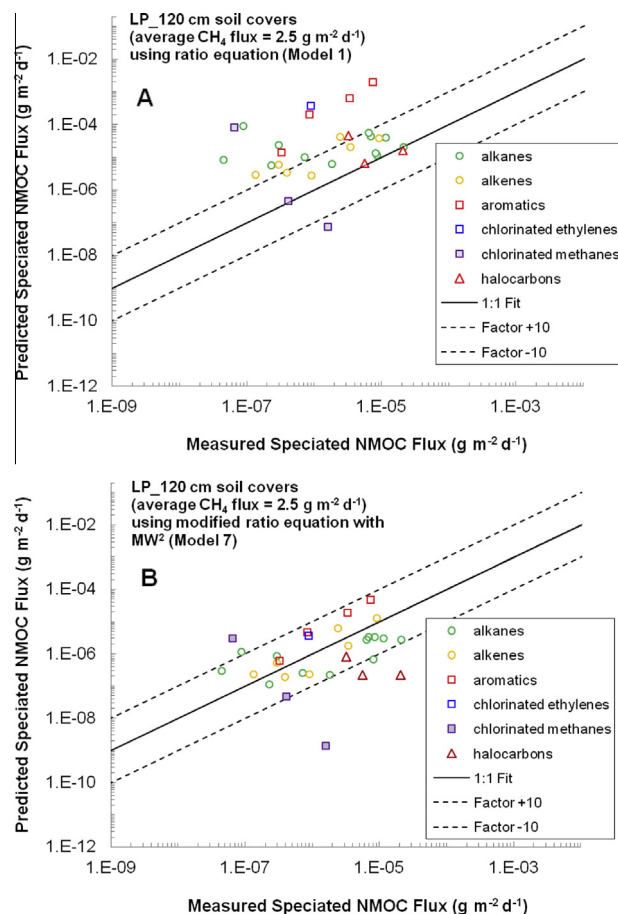 LP_120 cm soil covers
(average CH4 flux = 2.5 g m-2 d-1)
using ratio equation (Model 1)
A
Predicted Speciated NMOC Flux (g m-2 d-1)
1.E-02
1.E-04
1.E-06
1.E-08
1.E-10
1.E-12
1.E-09
1.E-07
1.E-05
1.E-03
Measured Speciated NMOC Flux (g m-2 d-1)
alkanes
alkenes
aromatics
chlorinated ethylenes
chlorinated methanes
halocarbons
1:1 Fit
Factor +10
Factor -10
LP_120 cm soil covers
(average CH4 flux = 2.5 g m-2 d-1)
using modified ratio equation with
MW2 (Model 7)
B
Predicted Speciated NMOC Flux (g m-2 d-1)
1.E-02
1.E-04
1.E-06
1.E-08
1.E-10
1.E-12
1.E-09
1.E-07
1.E-05
1.E-03
Measured Speciated NMOC Flux (g m-2 d-1)
alkanes
alkenes
aromatics
chlorinated ethylenes
chlorinated methanes
halocarbons
1:1 Fit
Factor +10
Factor -10